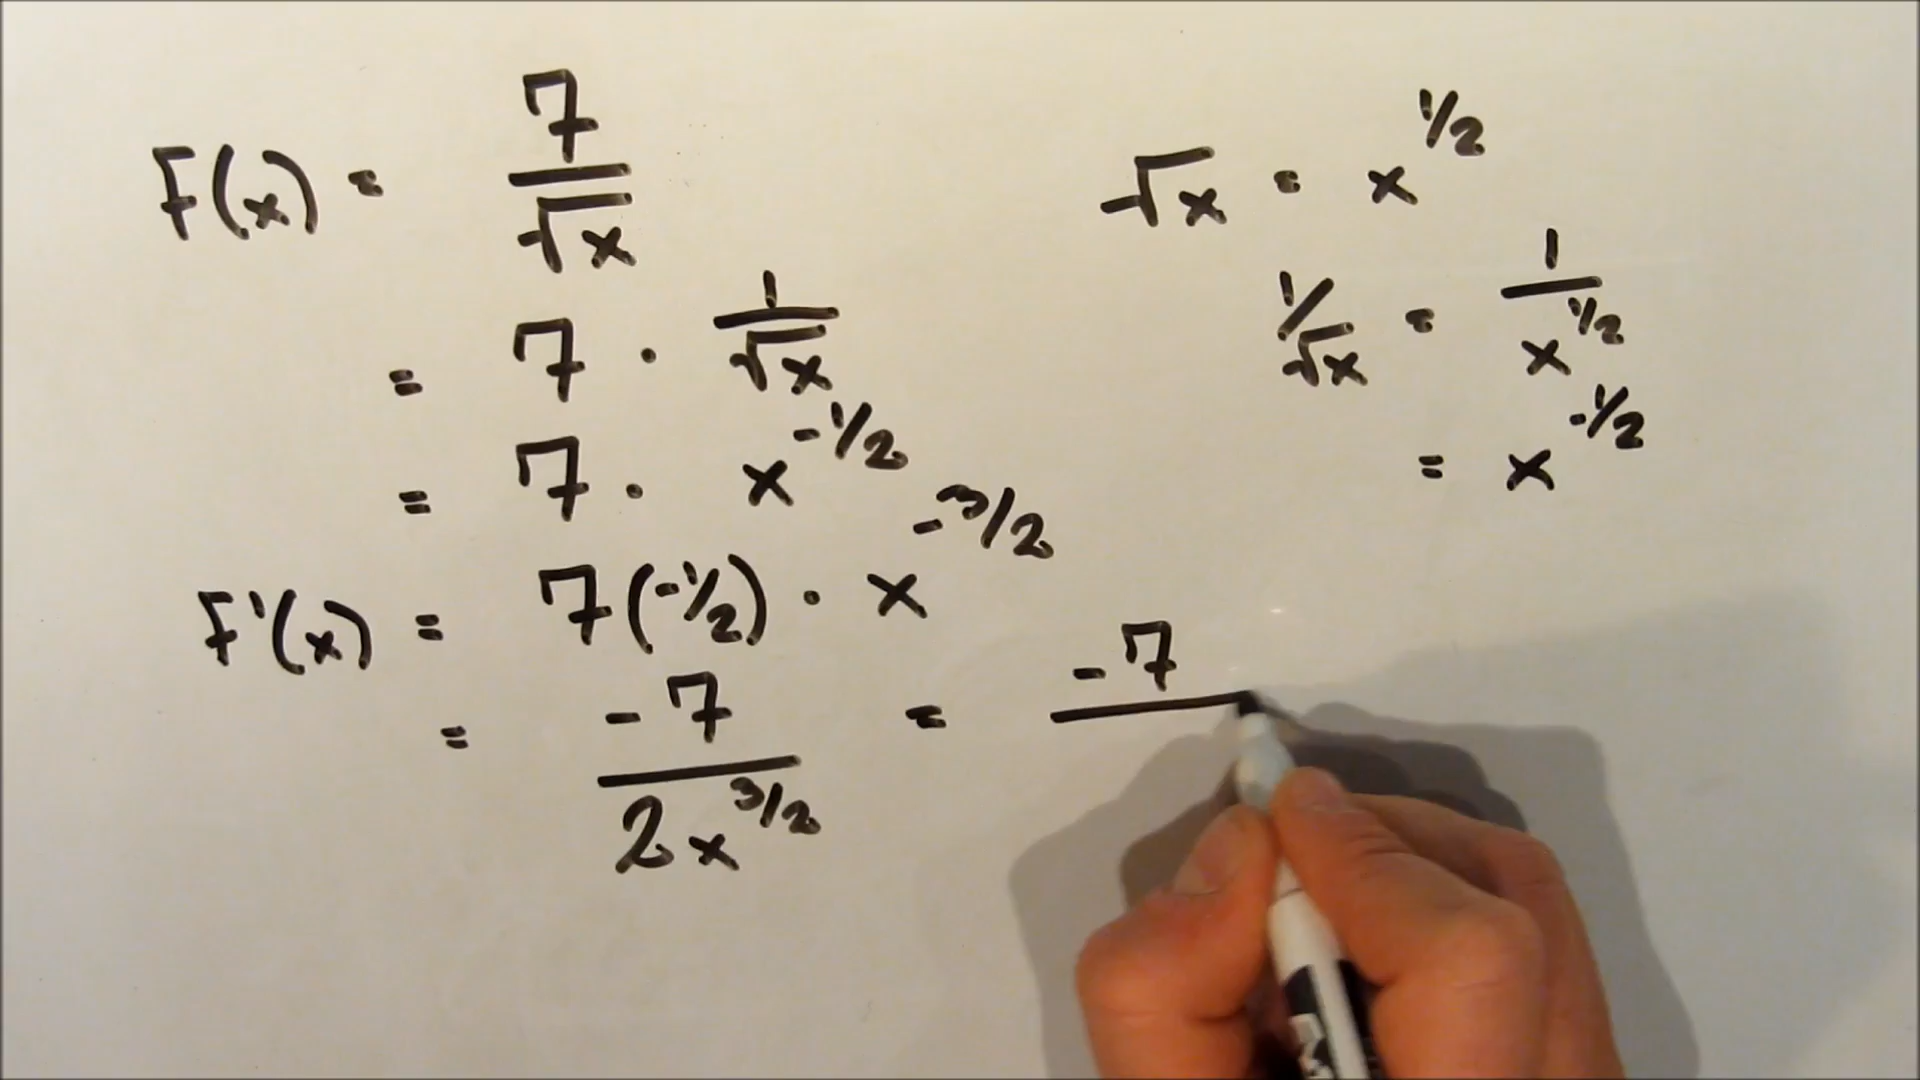 F(x) = 7/√x
= 7 · 1/√x
= 7 · x^-1/2
F'(x) = 7(-1/2) · x^-3/2
= -7/2x^3/2 = -7/
√x = x^1/2
1/√x = 1/x^1/2
= x^-1/2